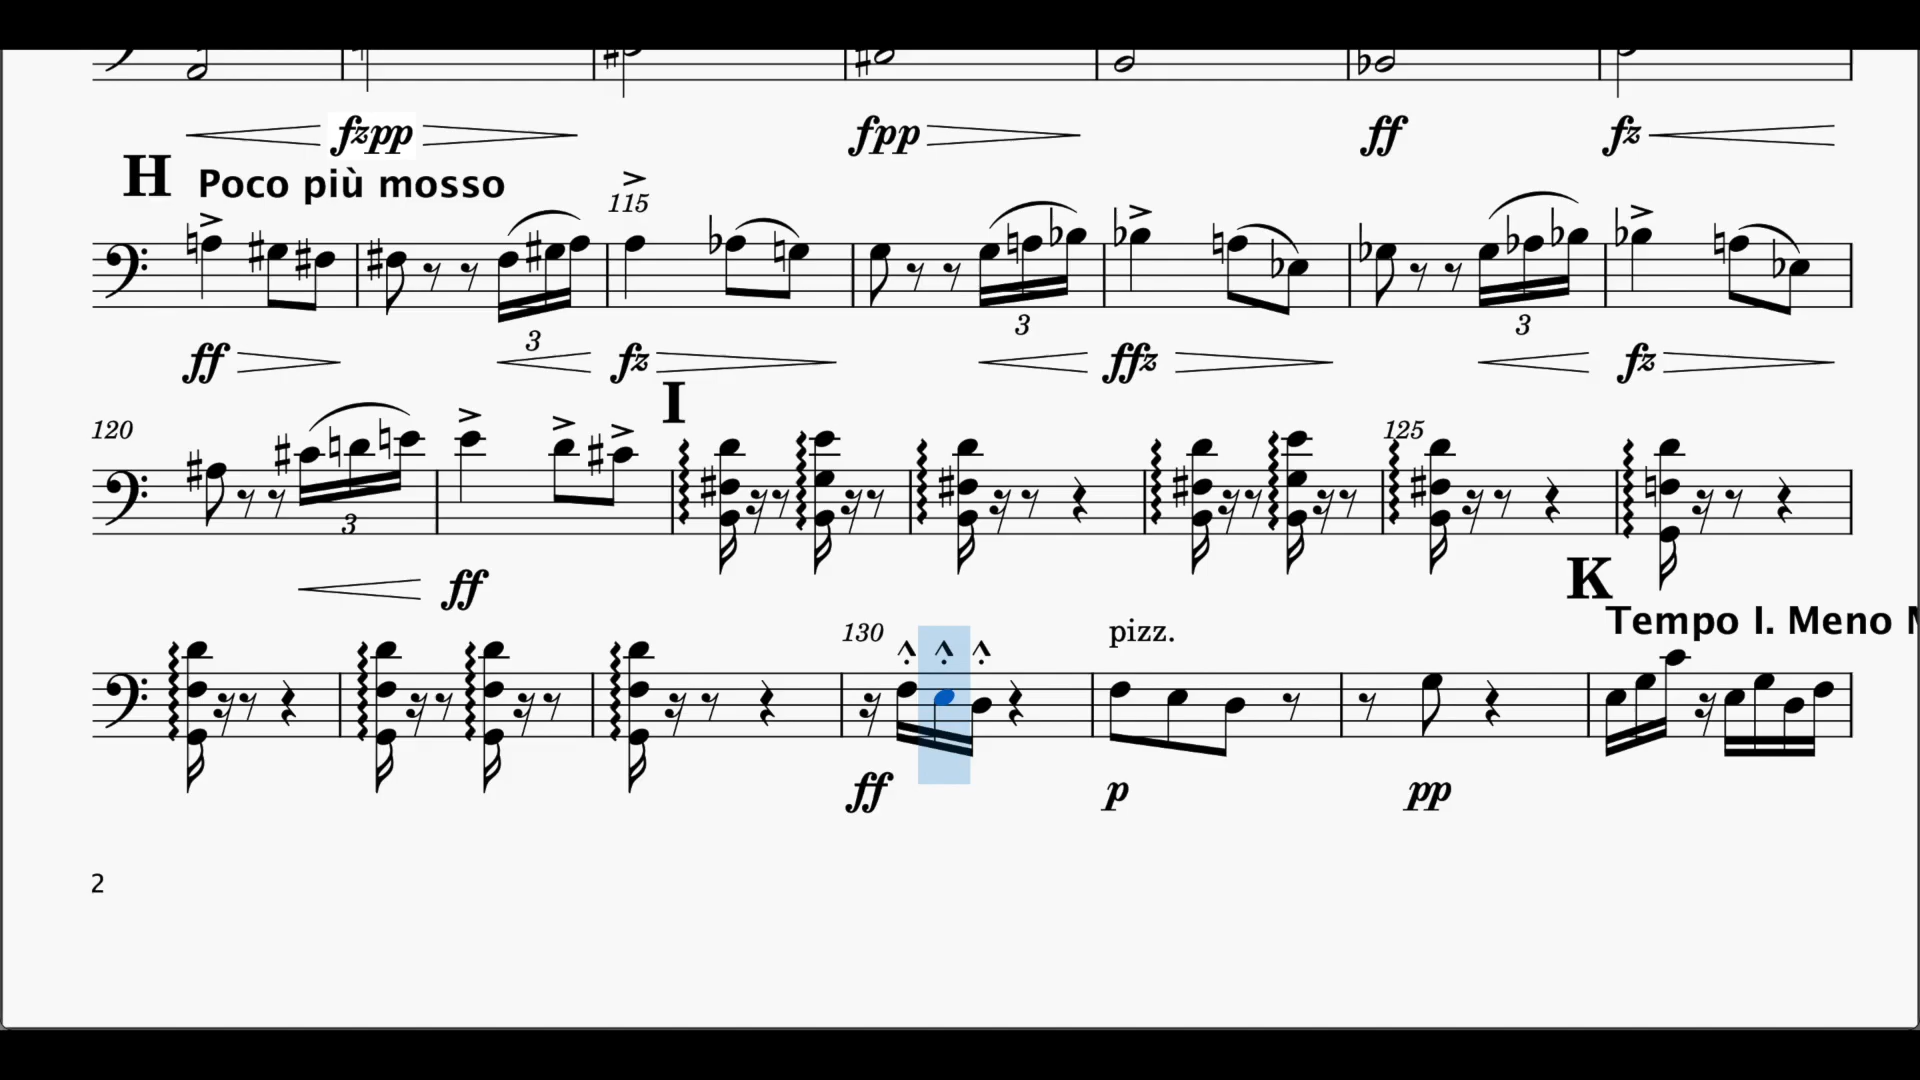 fzpp fpp ff fz
H Poco più mosso
115
3 3 3
ff fz ffz fz
I
120 125
3
ff
K
Tempo I. Meno
130 pizz.
ff p pp
2